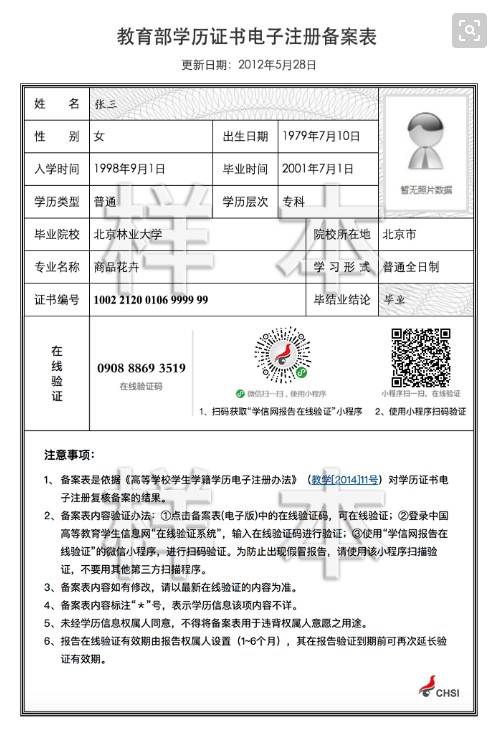 教育部学历证书电子注册备案表
更新日期：2012年5月28日
姓 名 张三
性 别 女 出生日期 1979年7月10日
入学时间 1998年9月1日 毕业时间 2001年7月1日
暂无照片数据
学历类型 普通 学历层次 专科
毕业院校 北京林业大学 院校所在地 北京市
专业名称 商品花卉 学习形式 普通全日制
证书编号 1002 2120 0106 9999 99 毕结业结论 毕业
样本
在线验证
0908 8869 3519
在线验证码
微信扫一扫，使用小程序
小程序扫一扫，在线验证
1、扫码获取“学信网报告在线验证”小程序
2、使用小程序扫码验证
注意事项：
1、备案表是依据《高等学校学生学籍学历电子注册办法》（教学[2014]11号）对学历证书电
子注册复核备案的结果。
2、备案表内容验证办法：①点击备案表(电子版)中的在线验证码，可在线验证；②登录中国
高等教育学生信息网“在线验证系统”，输入在线验证码进行验证；③使用“学信网报告在
线验证”的微信小程序，进行扫码验证。为防止出现假冒报告，请使用该小程序扫描验
证，不要用其他第三方扫描程序。
3、备案表内容如有修改，请以最新在线验证的内容为准。
4、备案表内容标注“＊”号，表示学历信息该项内容不详。
5、未经学历信息权属人同意，不得将备案表用于违背权属人意愿之用途。
6、报告在线验证有效期由报告权属人设置（1~6个月），其在报告验证到期前可再次延长验
证有效期。
样本
CHSI